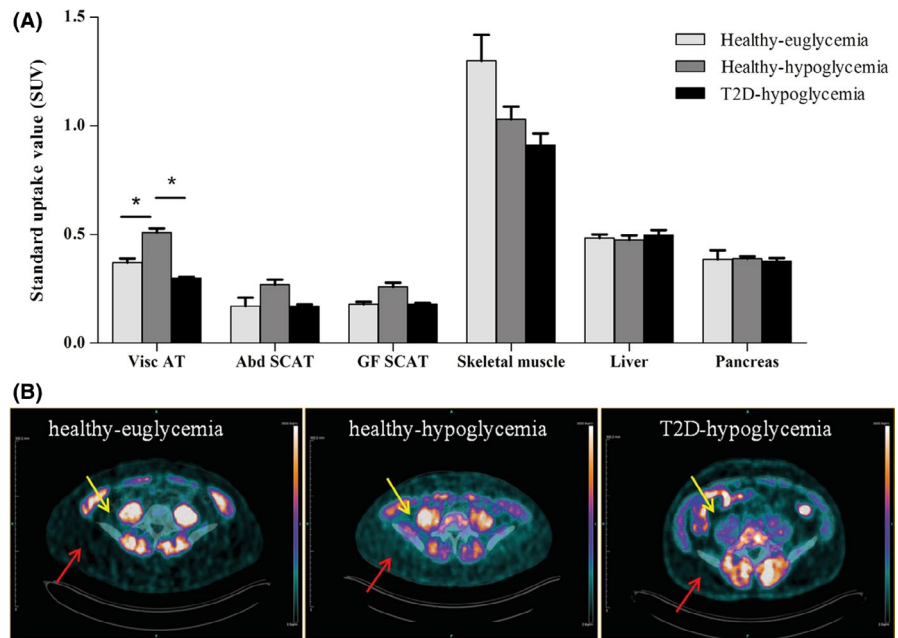 (A)
Standard uptake value (SUV)
1.5
1.0
0.5
0.0
Healthy-euglycemia
Healthy-hypoglycemia
T2D-hypoglycemia
* *
Visc AT Abd SCAT GF SCAT Skeletal muscle Liver Pancreas
(B)
healthy-euglycemia healthy-hypoglycemia T2D-hypoglycemia